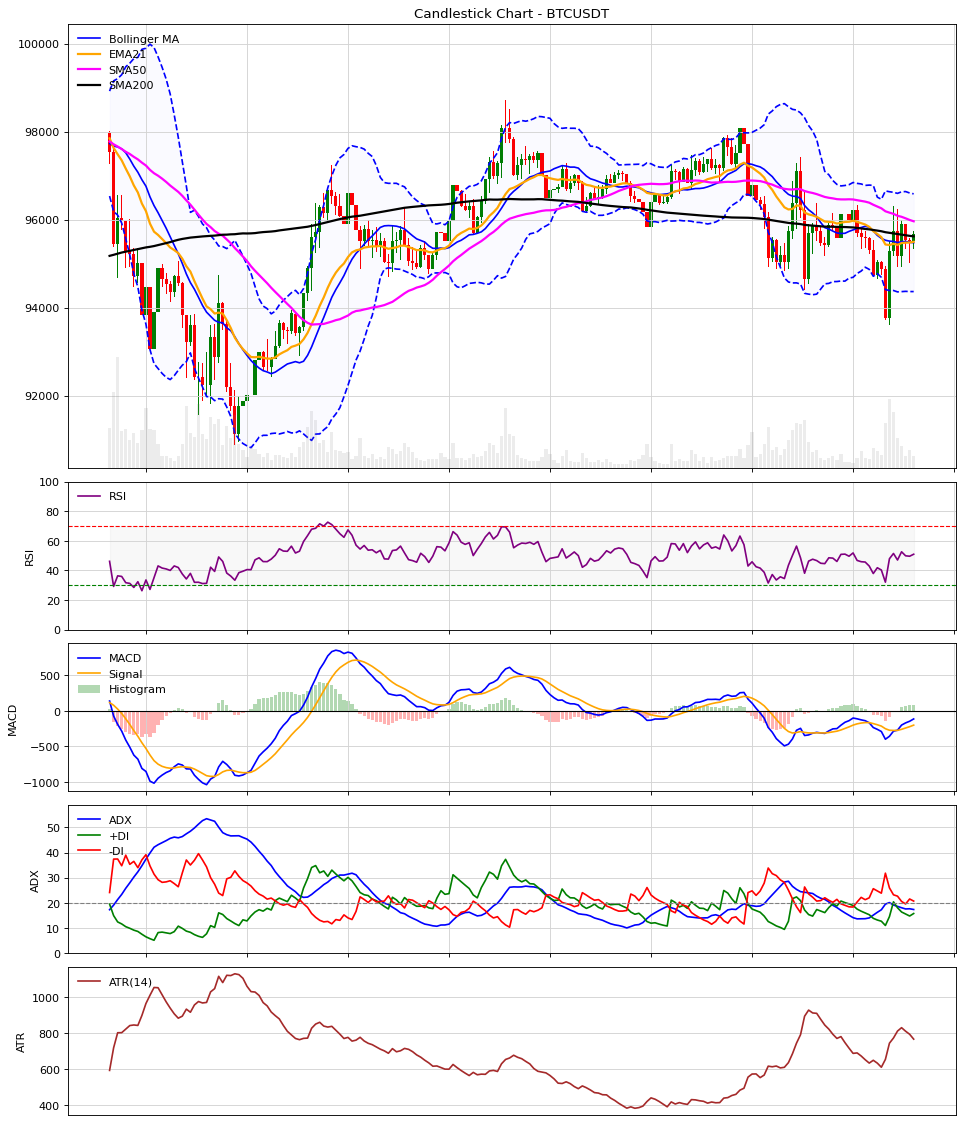 Candlestick Chart - BTCUSDT
Bollinger MA
EMA21
SMA50
SMA200
100000
98000
96000
94000
92000
RSI
RSI
100
80
60
40
20
0
MACD
Signal
Histogram
MACD
500
0
−500
−1000
ADX
+DI
-DI
ADX
50
40
30
20
10
0
ATR(14)
ATR
1000
800
600
400